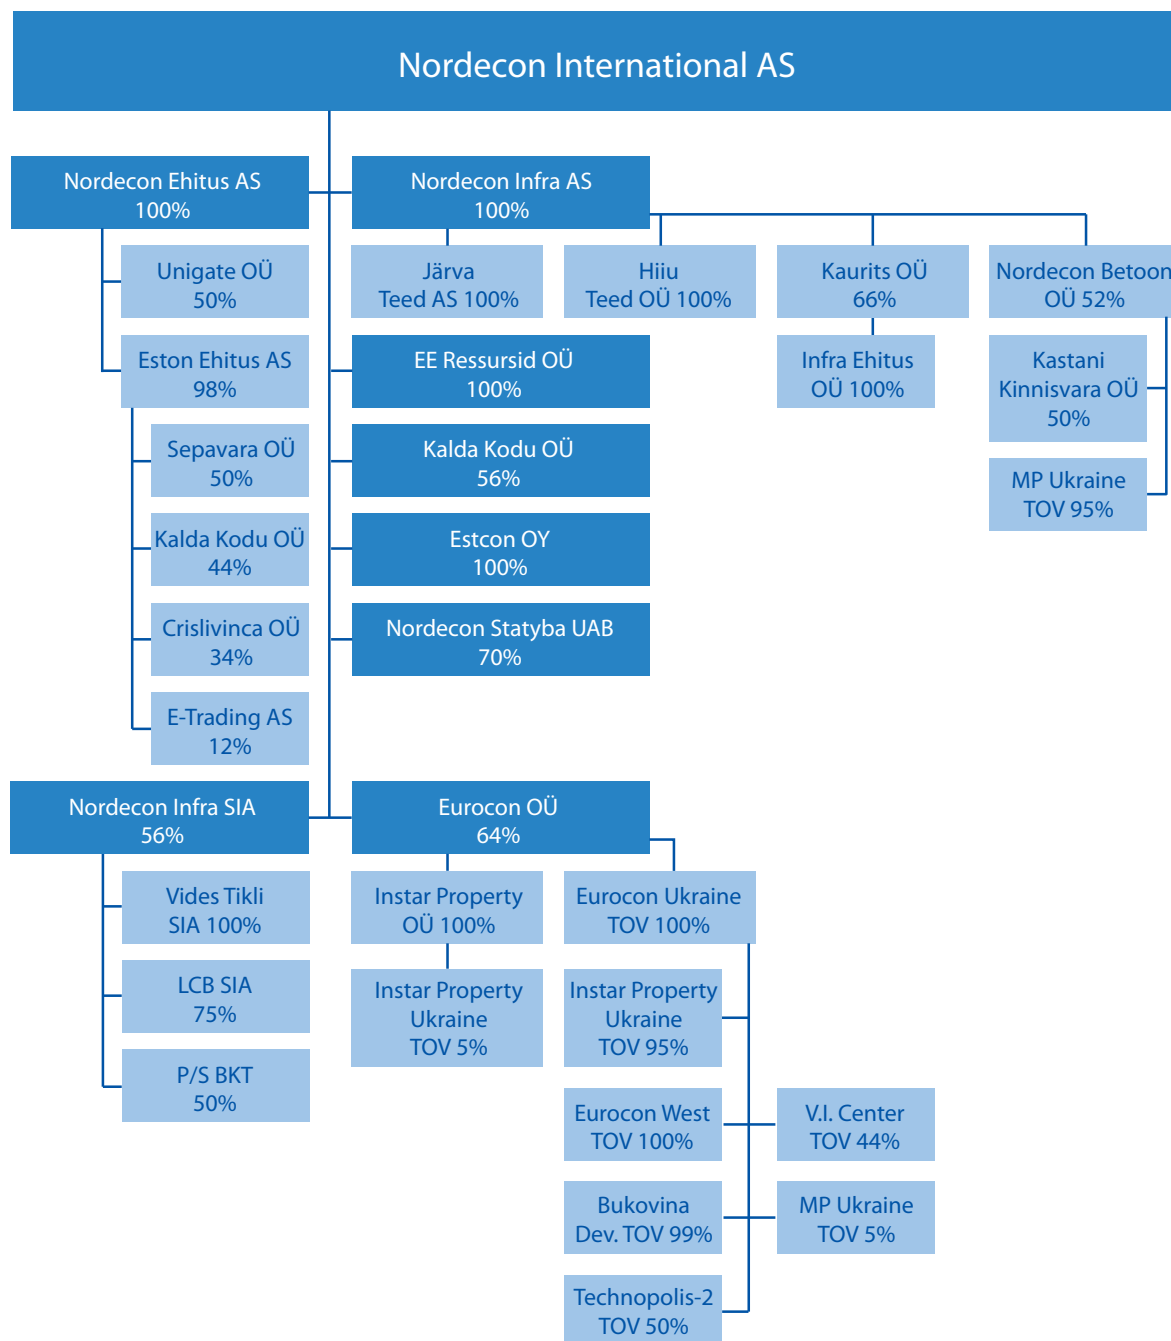 Nordecon International AS
Nordecon Ehitus AS
100%
Nordecon Infra AS
100%
Unigate OÜ
50%
Järva
Teed AS 100%
Hiiu
Teed OÜ 100%
Kaurits OÜ
66%
Nordecon Betoon
OÜ 52%
Eston Ehitus AS
98%
EE Ressursid OÜ
100%
Infra Ehitus
OÜ 100%
Kastani
Kinnisvara OÜ
50%
Sepavara OÜ
50%
Kalda Kodu OÜ
56%
MP Ukraine
TOV 95%
Kalda Kodu OÜ
44%
Estcon OY
100%
Crislivinca OÜ
34%
Nordecon Statyba UAB
70%
E-Trading AS
12%
Nordecon Infra SIA
56%
Eurocon OÜ
64%
Vides Tikli
SIA 100%
Instar Property
OÜ 100%
Eurocon Ukraine
TOV 100%
LCB SIA
75%
Instar Property
Ukraine
TOV 5%
Instar Property
Ukraine
TOV 95%
P/S BKT
50%
Eurocon West
TOV 100%
V.I. Center
TOV 44%
Bukovina
Dev. TOV 99%
MP Ukraine
TOV 5%
Technopolis-2
TOV 50%